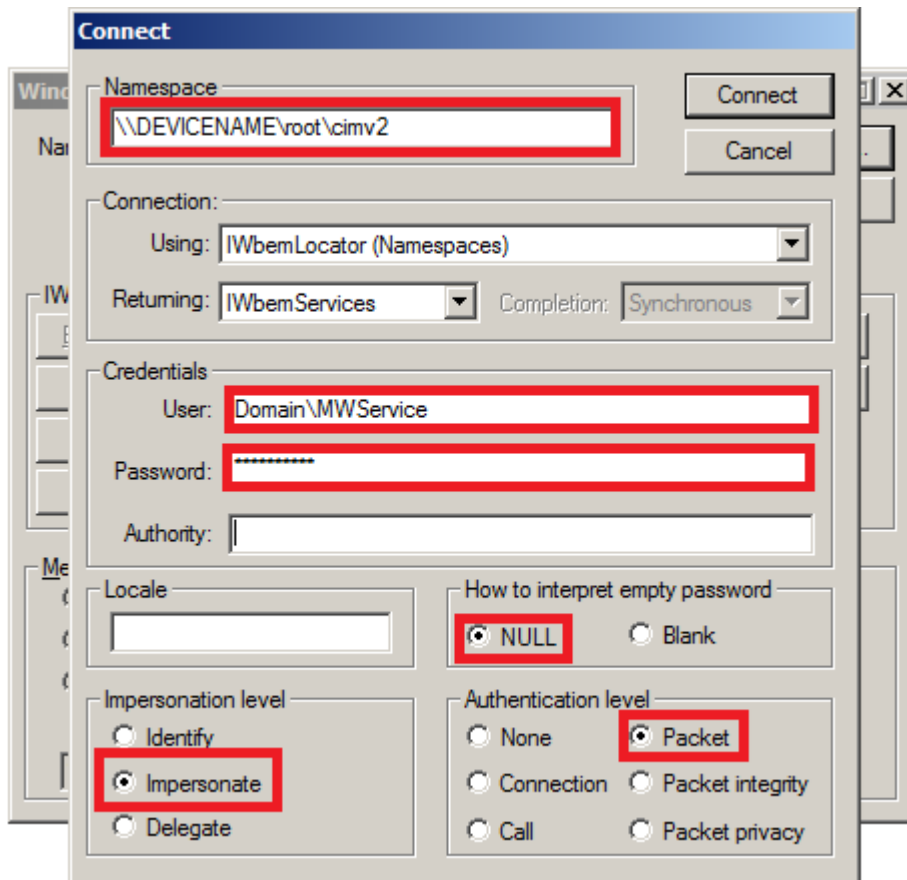 Connect
Namespace
Connect
\\DEVICENAME\root\cimv2
Cancel
Connection:
Using: IWbemLocator (Namespaces)
Returning: IWbemServices Completion: Synchronous
Credentials
User: Domain\MWService
Password: **********
Authority:
Locale
How to interpret empty password
NULL Blank
Impersonation level
Identify
Impersonate
Delegate
Authentication level
None Packet
Connection Packet integrity
Call Packet privacy